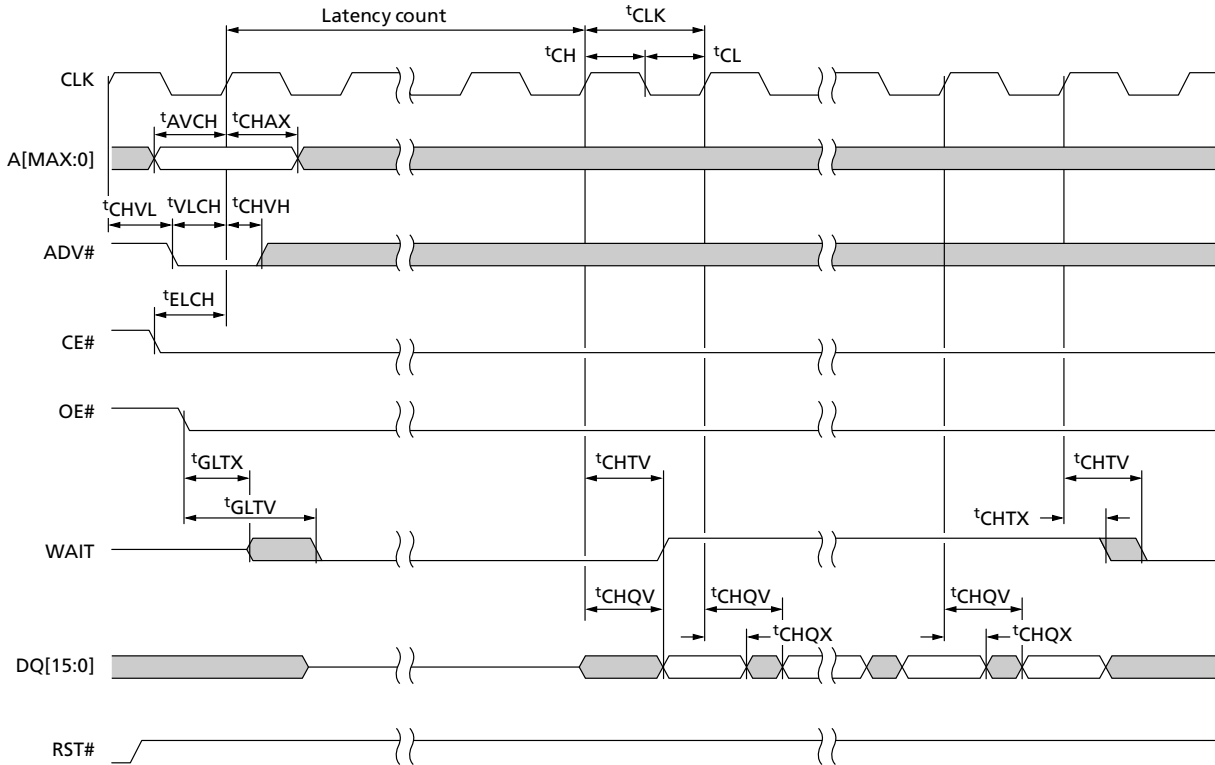 Latency count
tCLK
tCH
tCL
CLK
tAVCH
tCHAX
A[MAX:0]
tCHVL
tVLCH
tCHVH
ADV#
tELCH
CE#
OE#
tGLTX
tCHTV
tCHTV
tGLTV
tCHTX
WAIT
tCHQV
tCHQV
tCHQV
tCHQX
tCHQX
DQ[15:0]
RST#